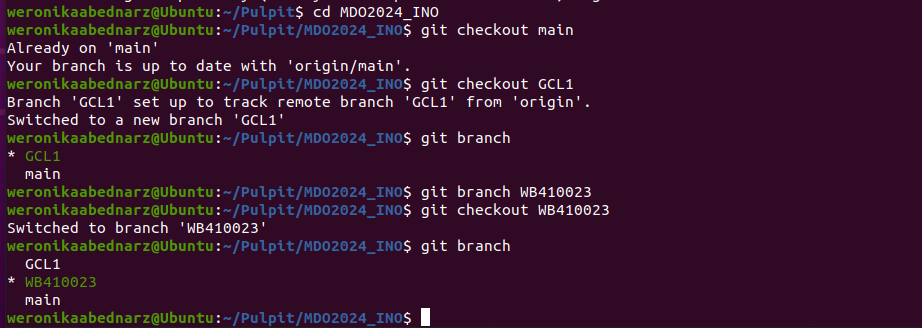 weronikaabednarz@Ubuntu:~/Pulpit$ cd MDO2024_INO
weronikaabednarz@Ubuntu:~/Pulpit/MDO2024_INO$ git checkout main
Already on 'main'
Your branch is up to date with 'origin/main'.
weronikaabednarz@Ubuntu:~/Pulpit/MDO2024_INO$ git checkout GCL1
Branch 'GCL1' set up to track remote branch 'GCL1' from 'origin'.
Switched to a new branch 'GCL1'
weronikaabednarz@Ubuntu:~/Pulpit/MDO2024_INO$ git branch
* GCL1
  main
weronikaabednarz@Ubuntu:~/Pulpit/MDO2024_INO$ git branch WB410023
weronikaabednarz@Ubuntu:~/Pulpit/MDO2024_INO$ git checkout WB410023
Switched to branch 'WB410023'
weronikaabednarz@Ubuntu:~/Pulpit/MDO2024_INO$ git branch
  GCL1
* WB410023
  main
weronikaabednarz@Ubuntu:~/Pulpit/MDO2024_INO$